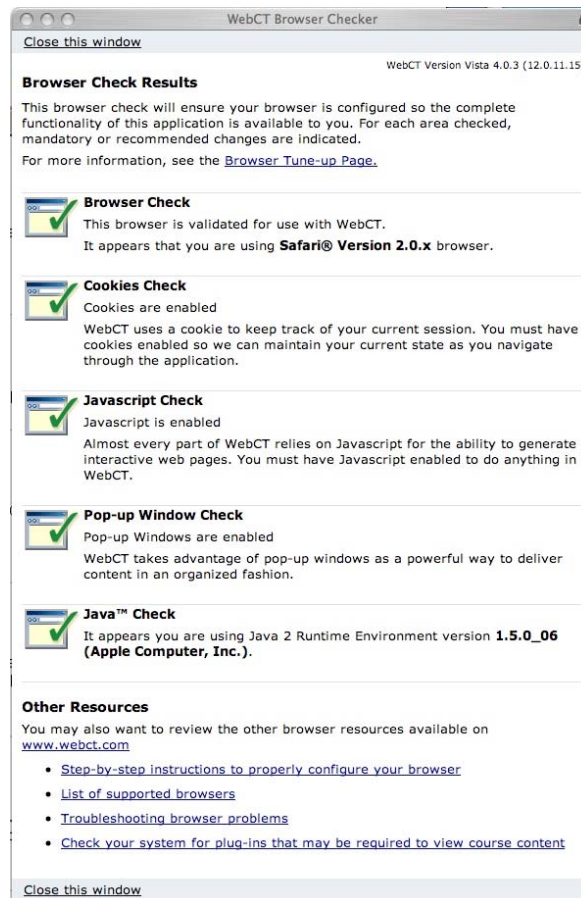 WebCT Browser Checker
Close this window
WebCT Version Vista 4.0.3 (12.0.11.15
Browser Check Results
This browser check will ensure your browser is configured so the complete
functionality of this application is available to you. For each area checked,
mandatory or recommended changes are indicated.
For more information, see the Browser Tune-up Page.
Browser Check
This browser is validated for use with WebCT.
It appears that you are using Safari® Version 2.0.x browser.
Cookies Check
Cookies are enabled
WebCT uses a cookie to keep track of your current session. You must have
cookies enabled so we can maintain your current state as you navigate
through the application.
Javascript Check
Javascript is enabled
Almost every part of WebCT relies on Javascript for the ability to generate
interactive web pages. You must have Javascript enabled to do anything in
WebCT.
Pop-up Window Check
Pop-up Windows are enabled
WebCT takes advantage of pop-up windows as a powerful way to deliver
content in an organized fashion.
Java™ Check
It appears you are using Java 2 Runtime Environment version 1.5.0_06
(Apple Computer, Inc.).
Other Resources
You may also want to review the other browser resources available on
www.webct.com
• Step-by-step instructions to properly configure your browser
• List of supported browsers
• Troubleshooting browser problems
• Check your system for plug-ins that may be required to view course content
Close this window